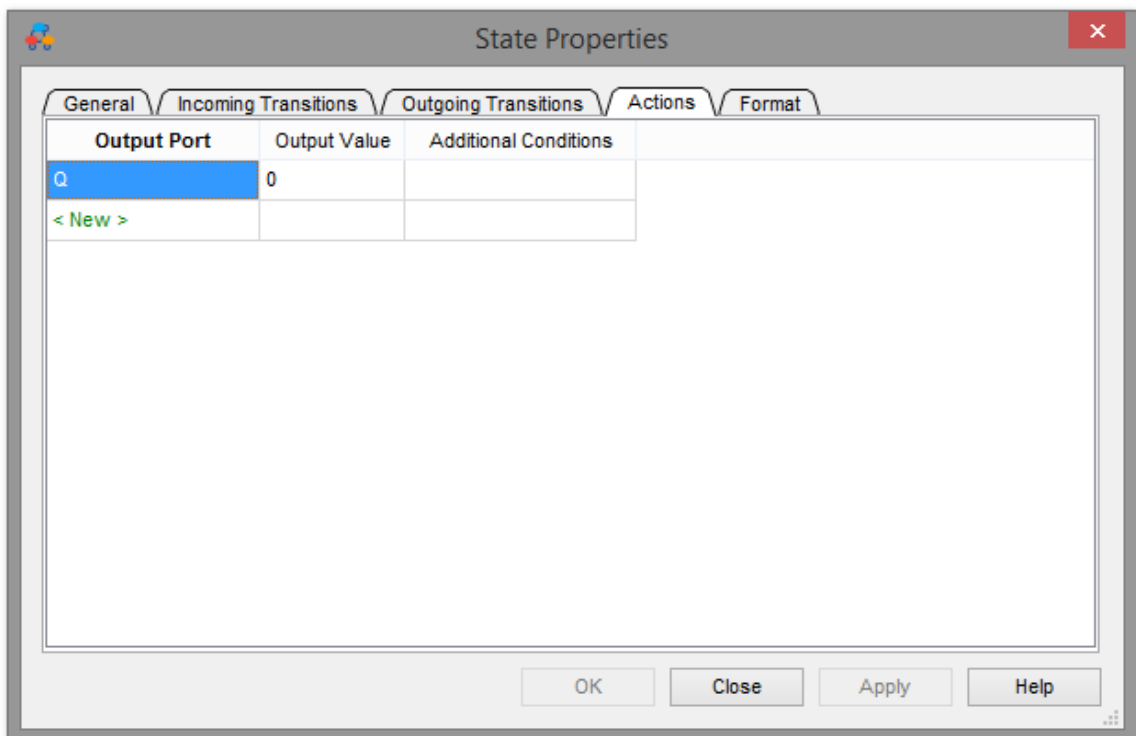 State Properties
General Incoming Transitions Outgoing Transitions Actions Format
Output Port Output Value Additional Conditions
Q 0
< New >
OK Close Apply Help